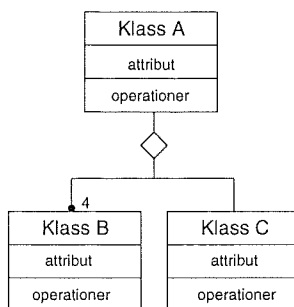 Klass A
attribut
operationer
4
Klass B
attribut
operationer
Klass C
attribut
operationer